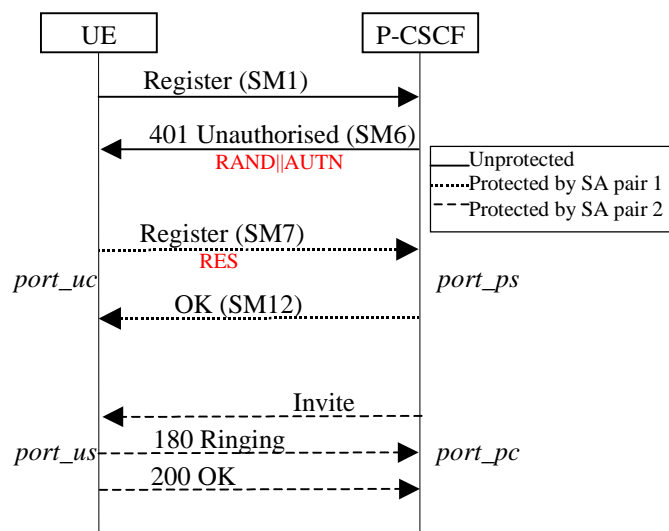 UE
P-CSCF
Register (SM1)
401 Unauthorised (SM6)
RAND||AUTN
Unprotected
Protected by SA pair 1
Protected by SA pair 2
Register (SM7)
RES
port_uc
port_ps
OK (SM12)
Invite
port_us
180 Ringing
port_pc
200 OK